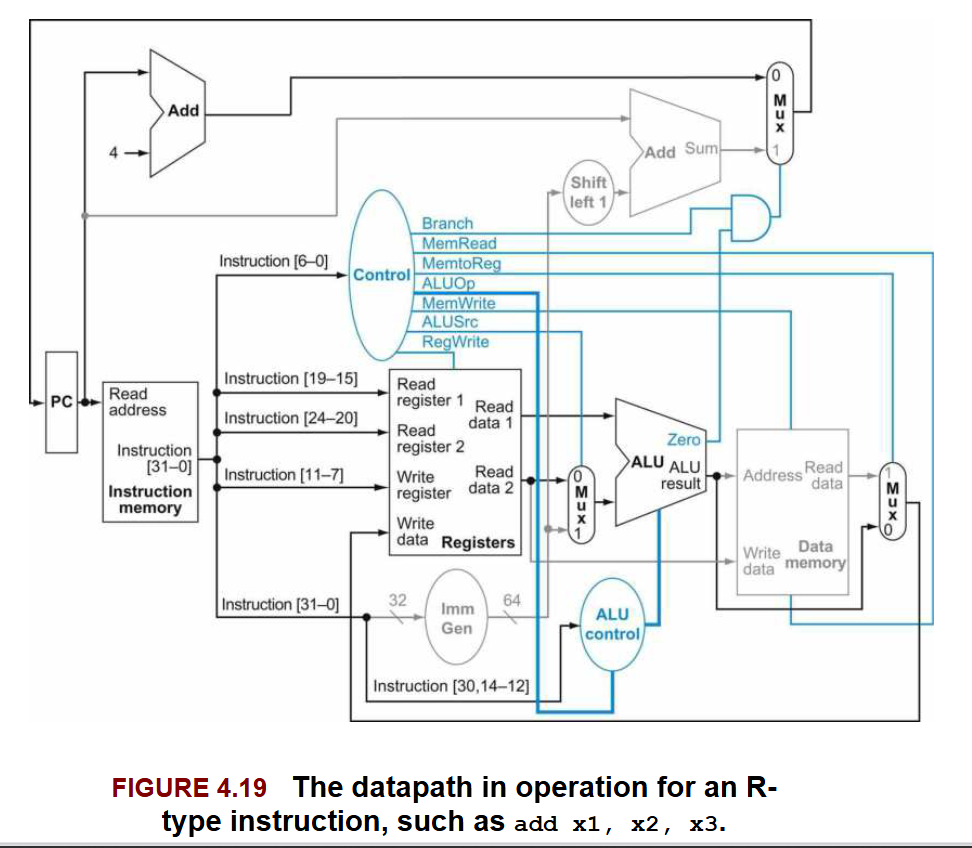 0
M
u
x
1
Add
4
Add Sum
Shift
left 1
Branch
MemRead
MemtoReg
ALUOp
MemWrite
ALUSrc
RegWrite
Instruction [6–0]
Control
PC
Read
address
Instruction
[31–0]
Instruction
memory
Instruction [19–15]
Instruction [24–20]
Instruction [11–7]
Read
register 1
Read
data 1
Read
register 2
Write
register
Read
data 2
Write
data
Registers
0
M
u
x
1
Zero
ALU
ALU
result
Address
Read
data
Write
data
Data
memory
1
M
u
x
0
Instruction [31–0]
32
Imm
Gen
64
ALU
control
Instruction [30,14–12]
FIGURE 4.19 The datapath in operation for an R-
type instruction, such as add x1, x2, x3.